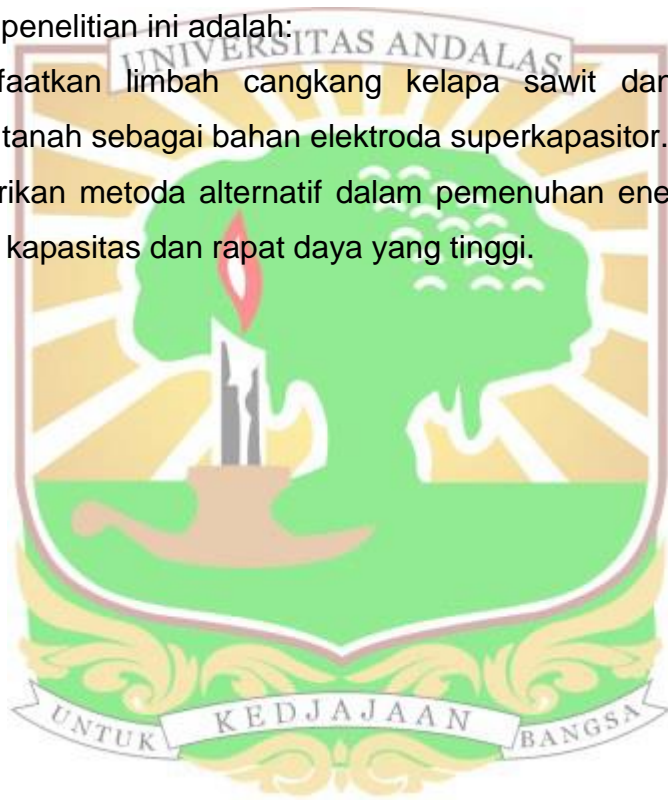 penelitian ini adalah:
UNIVERSITAS ANDALAS
faatkan limbah cangkang kelapa sawit dan
tanah sebagai bahan elektroda superkapasitor.
rikan metoda alternatif dalam pemenuhan ene
kapasitas dan rapat daya yang tinggi.
UNTUK KEDJAJAAN BANGSA